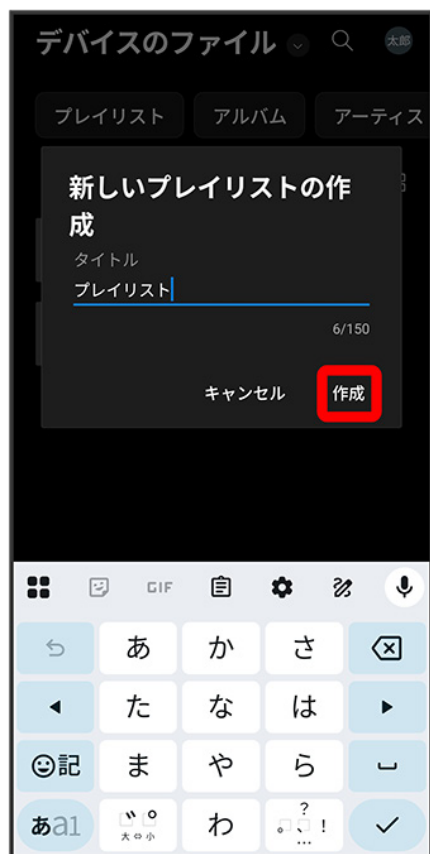 デバイスのファイル 太郎
プレイリスト アルバム アーティス
新しいプレイリストの作
成
タイトル
プレイリスト
6/150
キャンセル 作成
GIF
あ か さ
た な は
記 ま や ら
あa1 大⇔小 わ 。、?!…